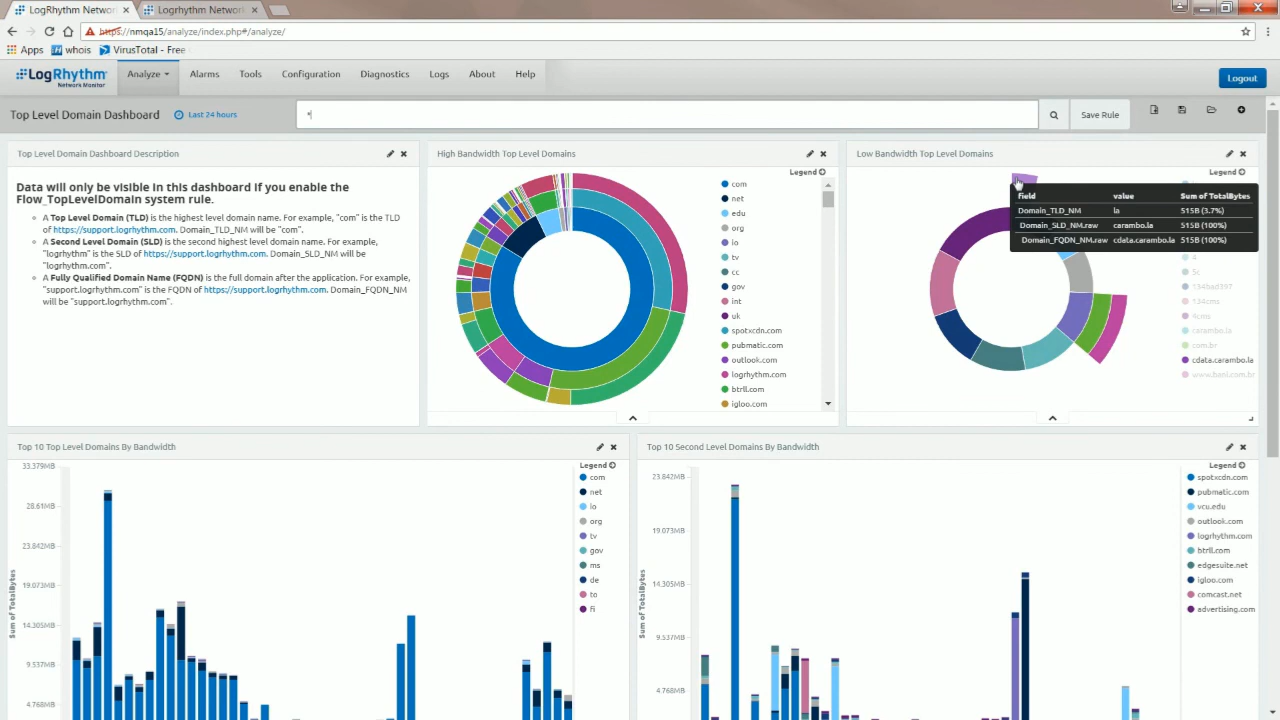 LogRhythm Network
Logrhythm Network
https://nmqa15/analyze/index.php#/analyze/
Apps
whois
VirusTotal - Free
LogRhythm
Network Monitor
Analyze
Alarms
Tools
Configuration
Diagnostics
Logs
About
Help
Logout
Top Level Domain Dashboard
Last 24 hours
*
Save Rule
Top Level Domain Dashboard Description
Data will only be visible in this dashboard if you enable the
Flow_TopLevelDomain system rule.
A Top Level Domain (TLD) is the highest level domain name. For example, "com" is the TLD
of https://support.logrhythm.com. Domain_TLD_NM will be "com".
A Second Level Domain (SLD) is the second highest level domain name. For example,
"logrhythm" is the SLD of https://support.logrhythm.com. Domain_SLD_NM will be
"logrhythm.com".
A Fully Qualified Domain Name (FQDN) is the full domain after the application. For example,
"support.logrhythm.com" is the FQDN of https://support.logrhythm.com. Domain_FQDN_NM
will be "support.logrhythm.com".
High Bandwidth Top Level Domains
Legend
com
net
edu
org
io
tv
cc
gov
int
uk
spotxcdn.com
pubmatic.com
outlook.com
logrhythm.com
btrll.com
igloo.com
Low Bandwidth Top Level Domains
Legend
Field value Sum of TotalBytes
Domain_TLD_NM la 515B (3.7%)
Domain_SLD_NM.raw carambo.la 515B (100%)
Domain_FQDN_NM.raw cdata.carambo.la 515B (100%)
4
5c
134bad397
134cms
4cms
carambo.la
com.br
cdata.carambo.la
Top 10 Top Level Domains By Bandwidth
Legend
33.379MB
28.61MB
23.842MB
19.073MB
14.305MB
9.537MB
4.768MB
Sum of TotalBytes
com
net
io
org
tv
gov
ms
de
to
fi
Top 10 Second Level Domains By Bandwidth
Legend
23.842MB
19.073MB
14.305MB
9.537MB
4.768MB
Sum of TotalBytes
spotxcdn.com
pubmatic.com
vcu.edu
outlook.com
logrhythm.com
btrll.com
edgesuite.net
igloo.com
comcast.net
advertising.com